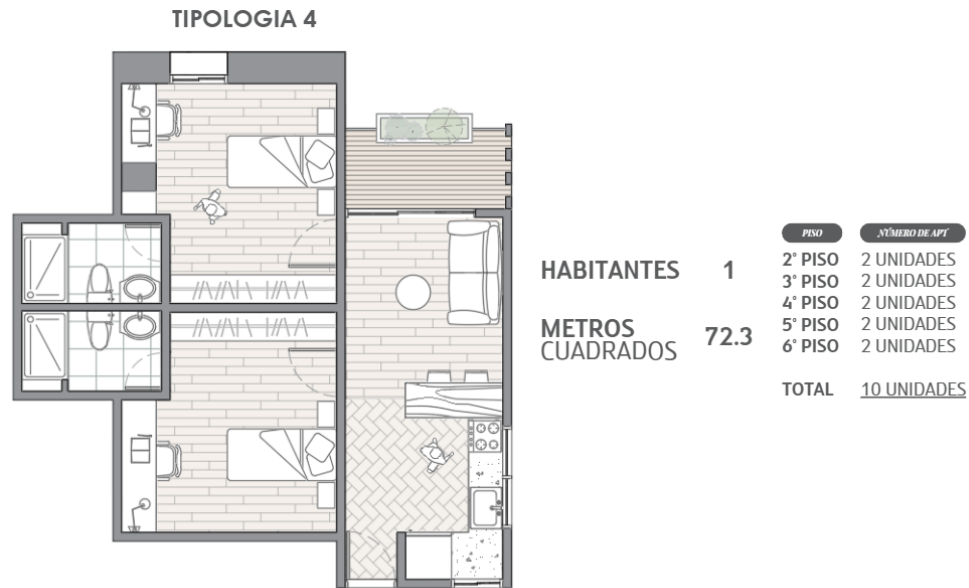 TIPOLOGIA 4
HABITANTES 1
METROS CUADRADOS 72.3
PISO NÚMERO DE APT
2° PISO 2 UNIDADES
3° PISO 2 UNIDADES
4° PISO 2 UNIDADES
5° PISO 2 UNIDADES
6° PISO 2 UNIDADES
TOTAL 10 UNIDADES